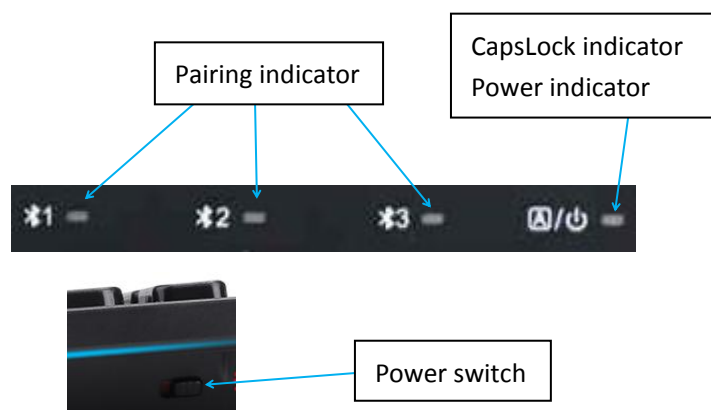 CapsLock indicator
Power indicator
Pairing indicator
1
2
3
A/
Power switch